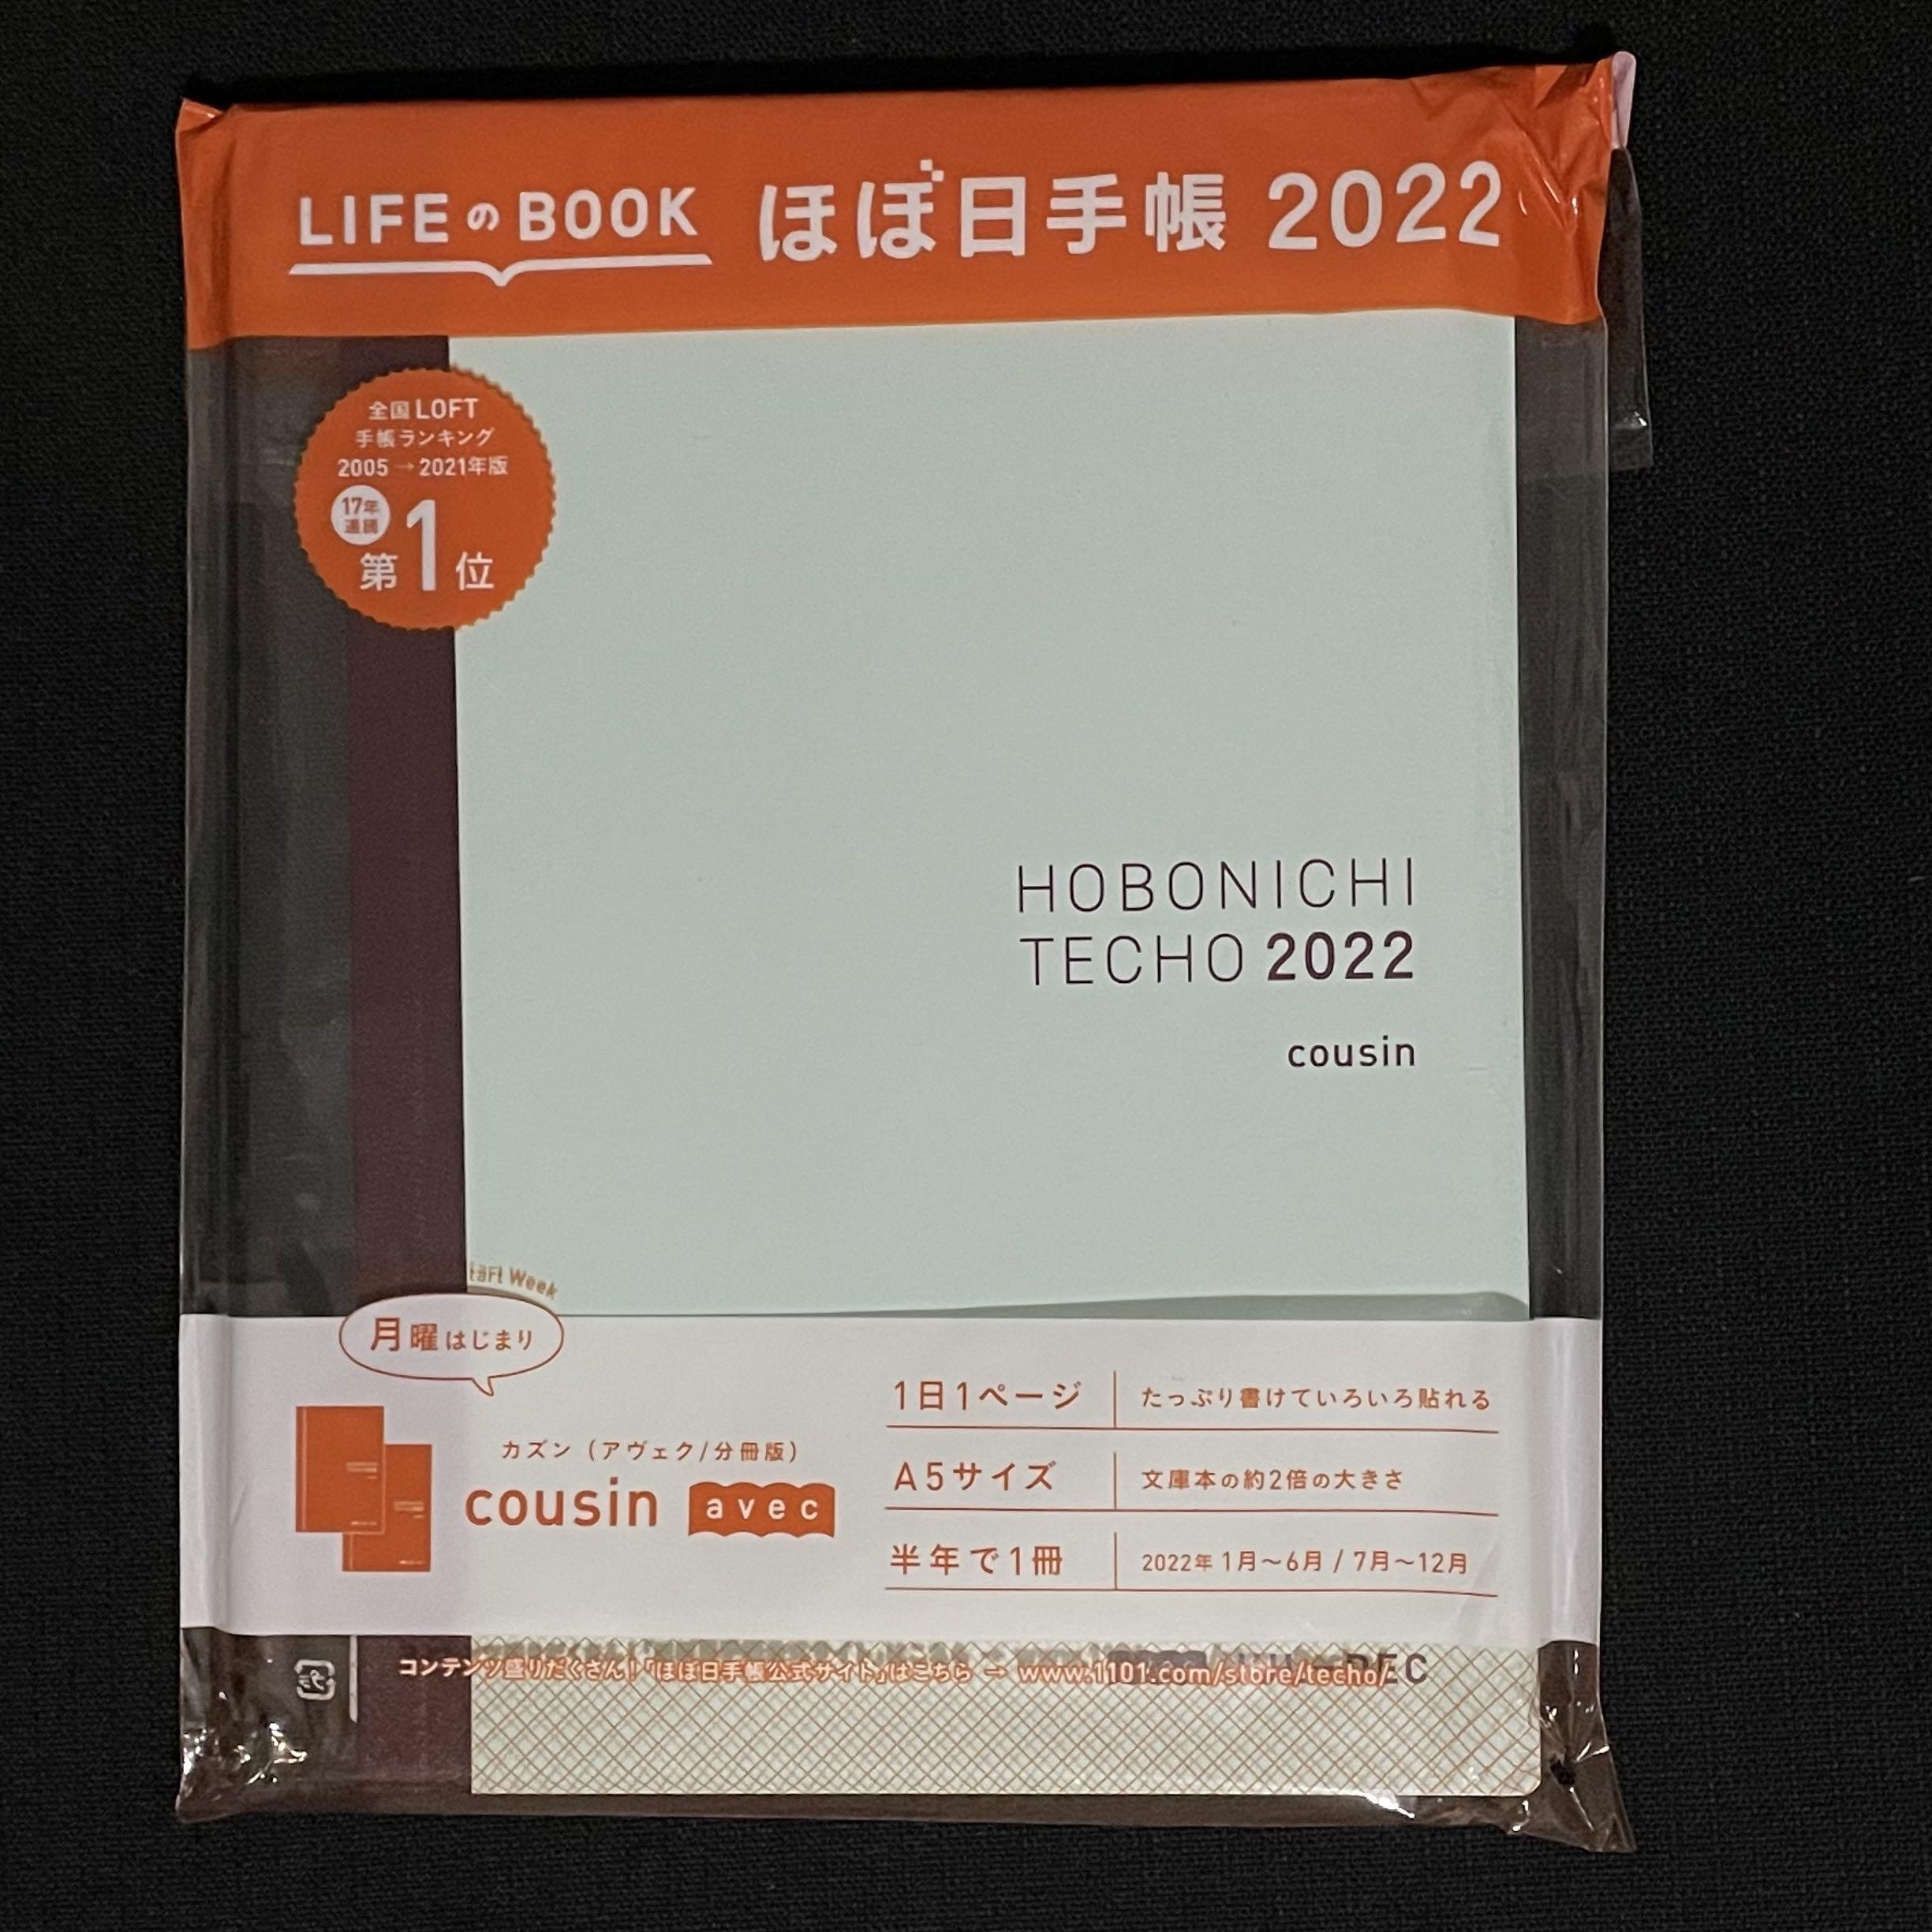 LIFEのBOOK ほぼ日手帳 2022
全国LOFT
手帳ランキング
2005→2021年版
17年
連続
第1位
HOBONICHI
TECHO 2022
cousin
Week
月曜はじまり
カズン（アヴェク/分冊版）
cousin avec
1日1ページ たっぷり書けていろいろ貼れる
A5サイズ 文庫本の約2倍の大きさ
半年で1冊 2022年 1月〜6月 / 7月〜12月
プラ
コンテンツ盛りだくさん！「ほぼ日手帳公式サイト」はこちら → www.1101.com/store/techo/